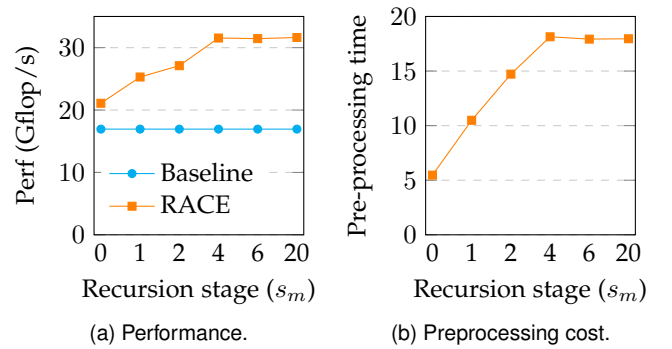 Perf (Gflop/s)
30
20
10
0
Baseline
RACE
0 1 2 4 6 20
Recursion stage (s_m)
(a) Performance.
Pre-processing time
20
15
10
5
0
0 1 2 4 6 20
Recursion stage (s_m)
(b) Preprocessing cost.